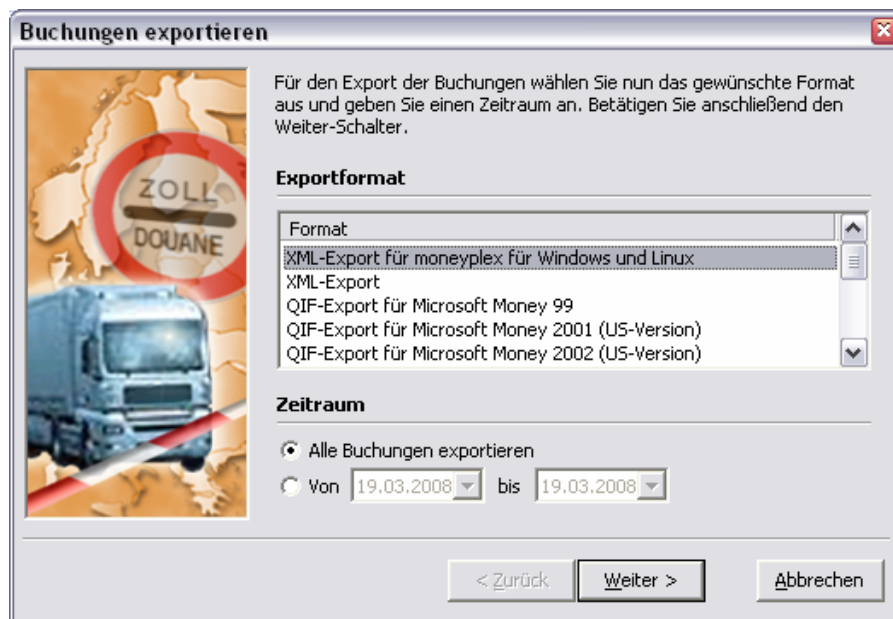 Buchungen exportieren
Für den Export der Buchungen wählen Sie nun das gewünschte Format
aus und geben Sie einen Zeitraum an. Betätigen Sie anschließend den
Weiter-Schalter.
ZOLL
DOUANE
Exportformat
Format
XML-Export für moneyplex für Windows und Linux
XML-Export
QIF-Export für Microsoft Money 99
QIF-Export für Microsoft Money 2001 (US-Version)
QIF-Export für Microsoft Money 2002 (US-Version)
Zeitraum
Alle Buchungen exportieren
Von 19.03.2008 bis 19.03.2008
< Zurück Weiter > Abbrechen